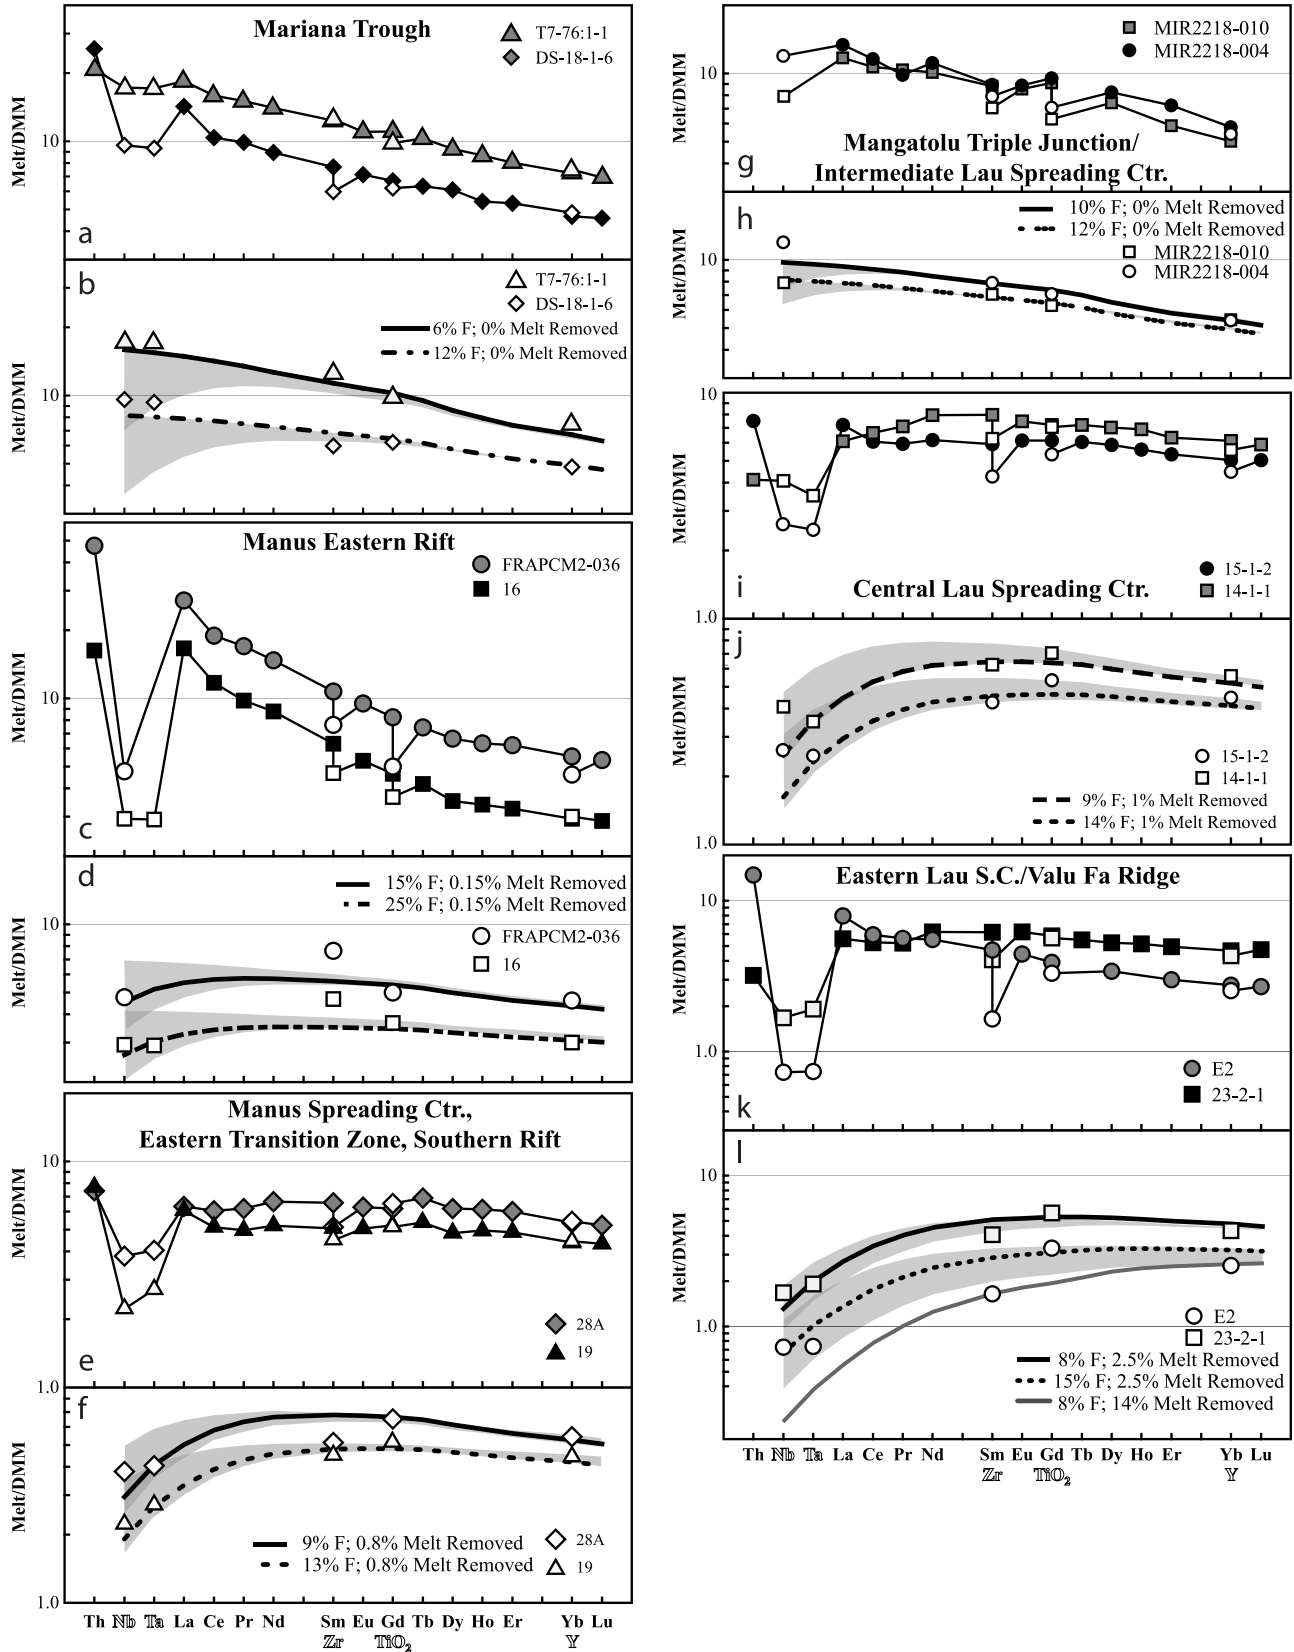 Mariana Trough
T7-76:1-1
DS-18-1-6
Melt/DMM
10
a
b
T7-76:1-1
DS-18-1-6
6% F; 0% Melt Removed
12% F; 0% Melt Removed
Melt/DMM
10
Manus Eastern Rift
FRAPCM2-036
16
Melt/DMM
10
c
d
15% F; 0.15% Melt Removed
25% F; 0.15% Melt Removed
FRAPCM2-036
16
Melt/DMM
10
Manus Spreading Ctr.,
Eastern Transition Zone, Southern Rift
Melt/DMM
10
28A
19
e
1.0
f
Melt/DMM
9% F; 0.8% Melt Removed
13% F; 0.8% Melt Removed
28A
19
1.0
Th Nb Ta La Ce Pr Nd Sm Eu Gd Tb Dy Ho Er Yb Lu
Zr TiO2 Y
MIR2218-010
MIR2218-004
Melt/DMM
10
g
Mangatolu Triple Junction/
Intermediate Lau Spreading Ctr.
h
10% F; 0% Melt Removed
12% F; 0% Melt Removed
MIR2218-010
MIR2218-004
Melt/DMM
10
10
Melt/DMM
15-1-2
14-1-1
i
Central Lau Spreading Ctr.
1.0
j
Melt/DMM
15-1-2
14-1-1
9% F; 1% Melt Removed
14% F; 1% Melt Removed
1.0
Eastern Lau S.C./Valu Fa Ridge
10
Melt/DMM
1.0
E2
23-2-1
k
l
10
Melt/DMM
1.0
E2
23-2-1
8% F; 2.5% Melt Removed
15% F; 2.5% Melt Removed
8% F; 14% Melt Removed
Th Nb Ta La Ce Pr Nd Sm Eu Gd Tb Dy Ho Er Yb Lu
Zr TiO2 Y